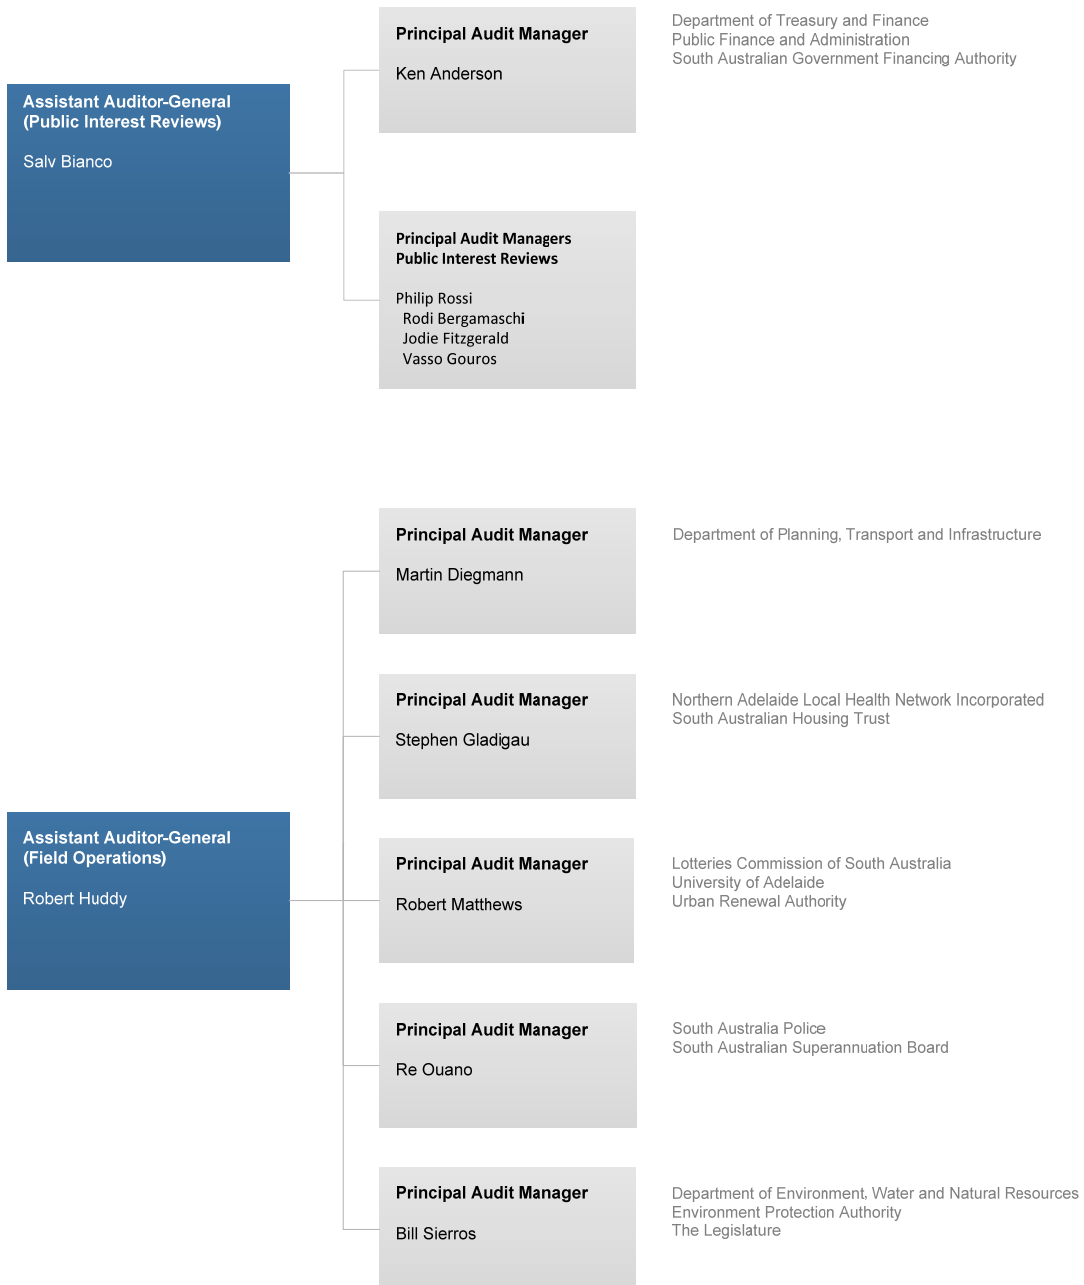 Principal Audit Manager
Ken Anderson
Department of Treasury and Finance
Public Finance and Administration
South Australian Government Financing Authority
Assistant Auditor-General
(Public Interest Reviews)
Salv Bianco
Principal Audit Managers
Public Interest Reviews
Philip Rossi
Rodi Bergamaschi
Jodie Fitzgerald
Vasso Gouros
Principal Audit Manager
Martin Diegmann
Department of Planning, Transport and Infrastructure
Principal Audit Manager
Stephen Gladigau
Northern Adelaide Local Health Network Incorporated
South Australian Housing Trust
Assistant Auditor-General
(Field Operations)
Robert Huddy
Principal Audit Manager
Robert Matthews
Lotteries Commission of South Australia
University of Adelaide
Urban Renewal Authority
Principal Audit Manager
Re Ouano
South Australia Police
South Australian Superannuation Board
Principal Audit Manager
Bill Sierros
Department of Environment, Water and Natural Resources
Environment Protection Authority
The Legislature